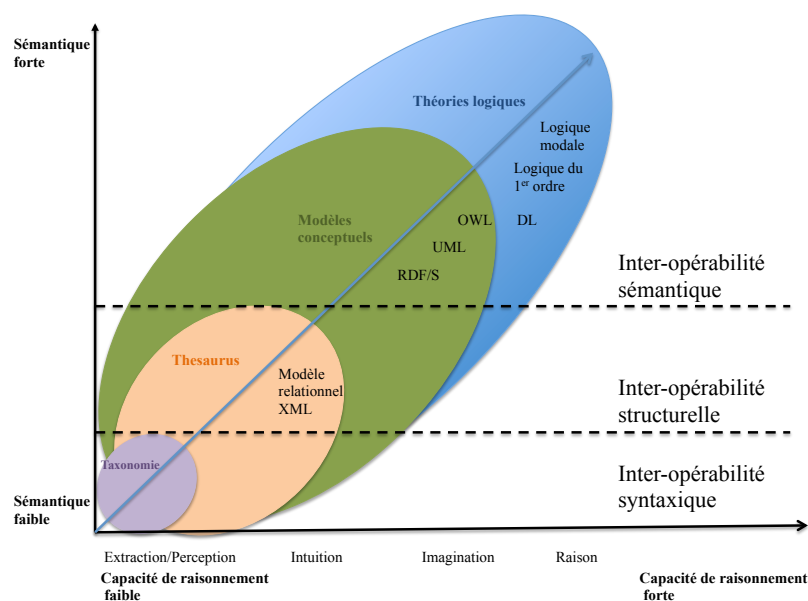 Sémantique
forte
Théories logiques
Logique
modale
Logique du
1er ordre
Modèles
conceptuels
OWL
DL
UML
RDF/S
Inter-opérabilité
sémantique
Thesaurus
Modèle
relationnel
XML
Inter-opérabilité
structurelle
Taxonomie
Inter-opérabilité
syntaxique
Sémantique
faible
Extraction/Perception
Intuition
Imagination
Raison
Capacité de raisonnement
faible
Capacité de raisonnement
forte